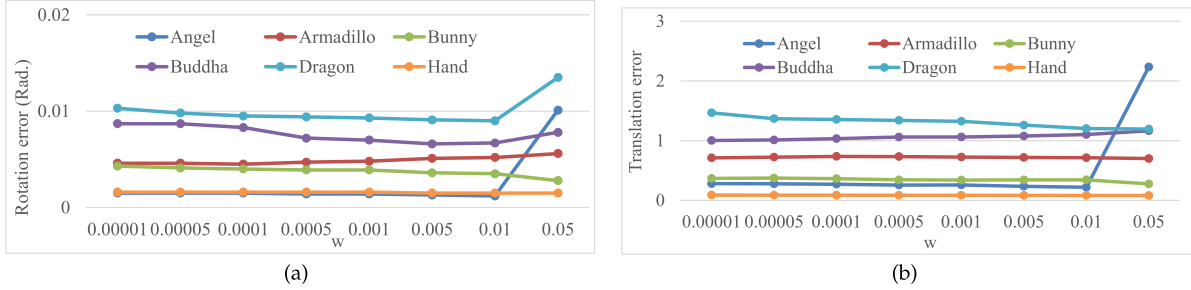 0.02
Angel Armadillo Bunny
Buddha Dragon Hand
0.01
0
Rotation error (Rad.)
0.00001 0.00005 0.0001 0.0005 0.001 0.005 0.01 0.05
w
(a)
3
Angel Armadillo Bunny
2
Buddha Dragon Hand
1
0
Translation error
0.00001 0.00005 0.0001 0.0005 0.001 0.005 0.01 0.05
w
(b)